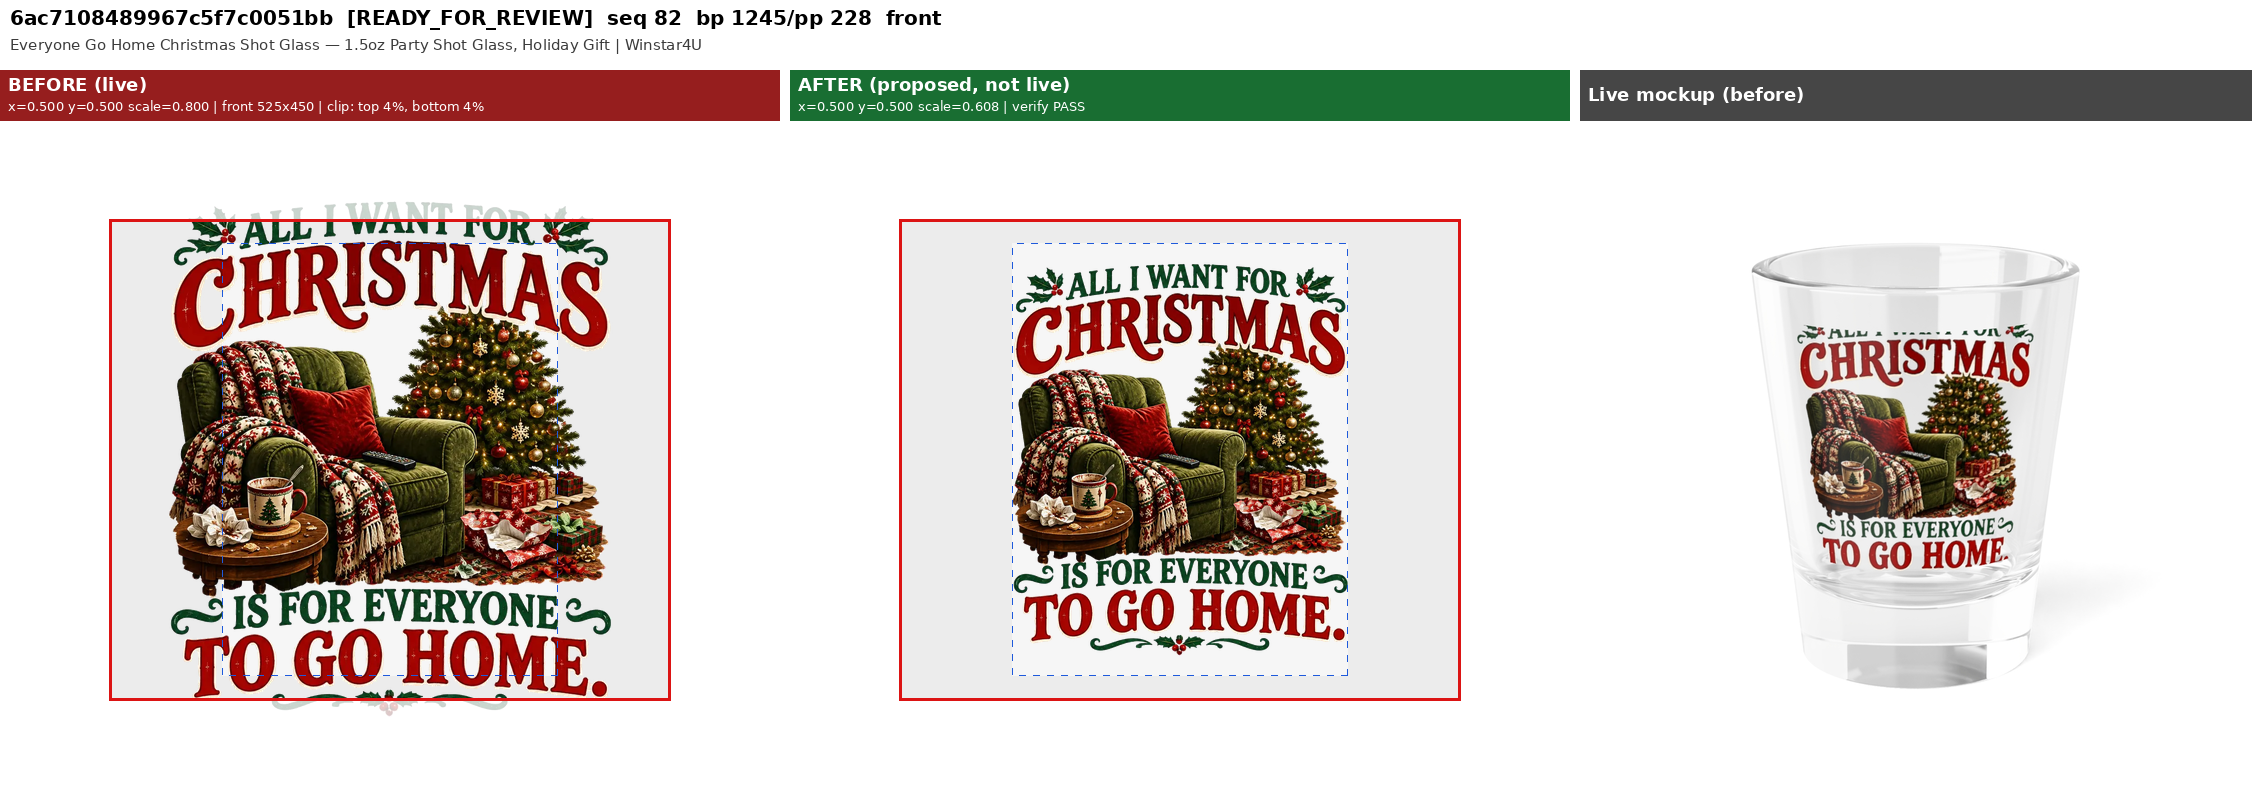 6ac7108489967c5f7c0051bb [READY_FOR_REVIEW] seq 82 bp 1245/pp 228 front
Everyone Go Home Christmas Shot Glass — 1.5oz Party Shot Glass, Holiday Gift | Winstar4U
BEFORE (live)
x=0.500 y=0.500 scale=0.800 | front 525x450 | clip: top 4%, bottom 4%
ALL I WANT FOR
CHRISTMAS
IS FOR EVERYONE
TO GO HOME.
AFTER (proposed, not live)
x=0.500 y=0.500 scale=0.608 | verify PASS
ALL I WANT FOR
CHRISTMAS
IS FOR EVERYONE
TO GO HOME.
Live mockup (before)
ALL I WANT FOR
CHRISTMAS
IS FOR EVERYONE
TO GO HOME.